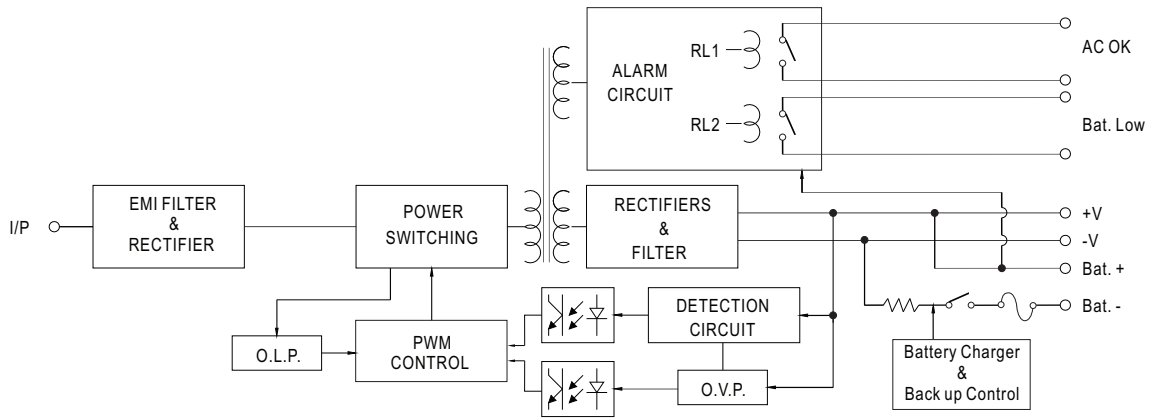 RL1
AC OK
ALARM
CIRCUIT
RL2
Bat. Low
I/P
EMI FILTER
&
RECTIFIER
POWER
SWITCHING
RECTIFIERS
&
FILTER
+V
-V
Bat. +
Bat. -
DETECTION
CIRCUIT
O.L.P.
PWM
CONTROL
O.V.P.
Battery Charger
&
Back up Control